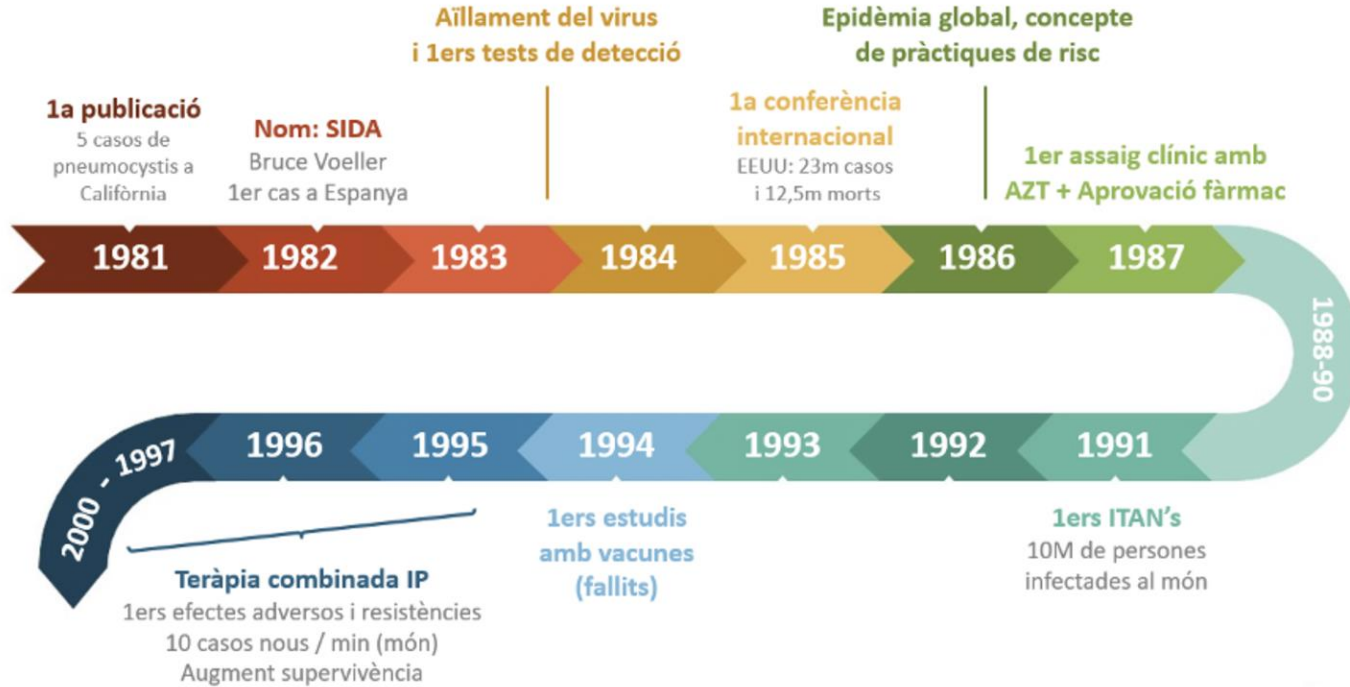 1a publicació
5 casos de
pneumocystis a
Califòrnia
Nom: SIDA
Bruce Voeller
1er cas a Espanya
Aïllament del virus
i 1ers tests de detecció
1a conferència
internacional
EEUU: 23m casos
i 12,5m morts
Epidèmia global, concepte
de pràctiques de risc
1er assaig clínic amb
AZT + Aprovació fàrmac
1981
1982
1983
1984
1985
1986
1987
1988-90
1991
1992
1993
1994
1995
1996
2000 - 1997
1ers ITAN's
10M de persones
infectades al món
1ers estudis
amb vacunes
(fallits)
Teràpia combinada IP
1ers efectes adversos i resistències
10 casos nous / min (món)
Augment supervivència